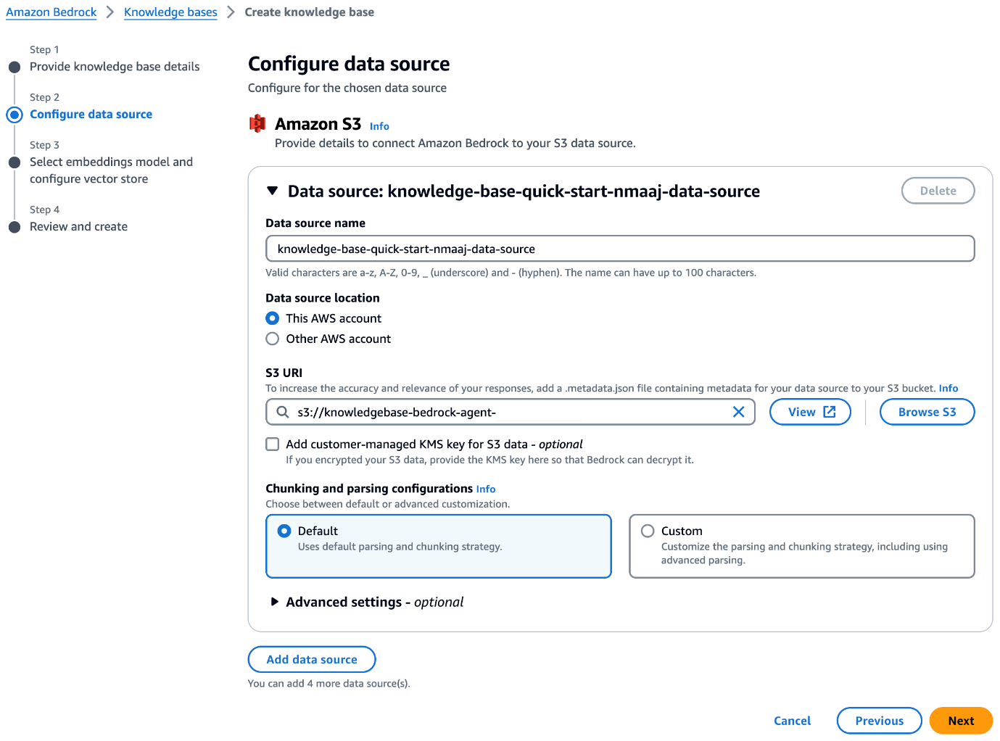 Amazon Bedrock > Knowledge bases > Create knowledge base
Step 1
Provide knowledge base details
Step 2
Configure data source
Step 3
Select embeddings model and
configure vector store
Step 4
Review and create
Configure data source
Configure for the chosen data source
Amazon S3 Info
Provide details to connect Amazon Bedrock to your S3 data source.
Data source: knowledge-base-quick-start-nmaaj-data-source
Delete
Data source name
knowledge-base-quick-start-nmaaj-data-source
Valid characters are a-z, A-Z, 0-9, _ (underscore) and - (hyphen). The name can have up to 100 characters.
Data source location
This AWS account
Other AWS account
S3 URI
To increase the accuracy and relevance of your responses, add a .metadata.json file containing metadata for your data source to your S3 bucket. Info
s3://knowledgebase-bedrock-agent-
View
Browse S3
Add customer-managed KMS key for S3 data - optional
If you encrypted your S3 data, provide the KMS key here so that Bedrock can decrypt it.
Chunking and parsing configurations Info
Choose between default or advanced customization.
Default
Uses default parsing and chunking strategy.
Custom
Customize the parsing and chunking strategy, including using
advanced parsing.
Advanced settings - optional
Add data source
You can add 4 more data source(s).
Cancel
Previous
Next